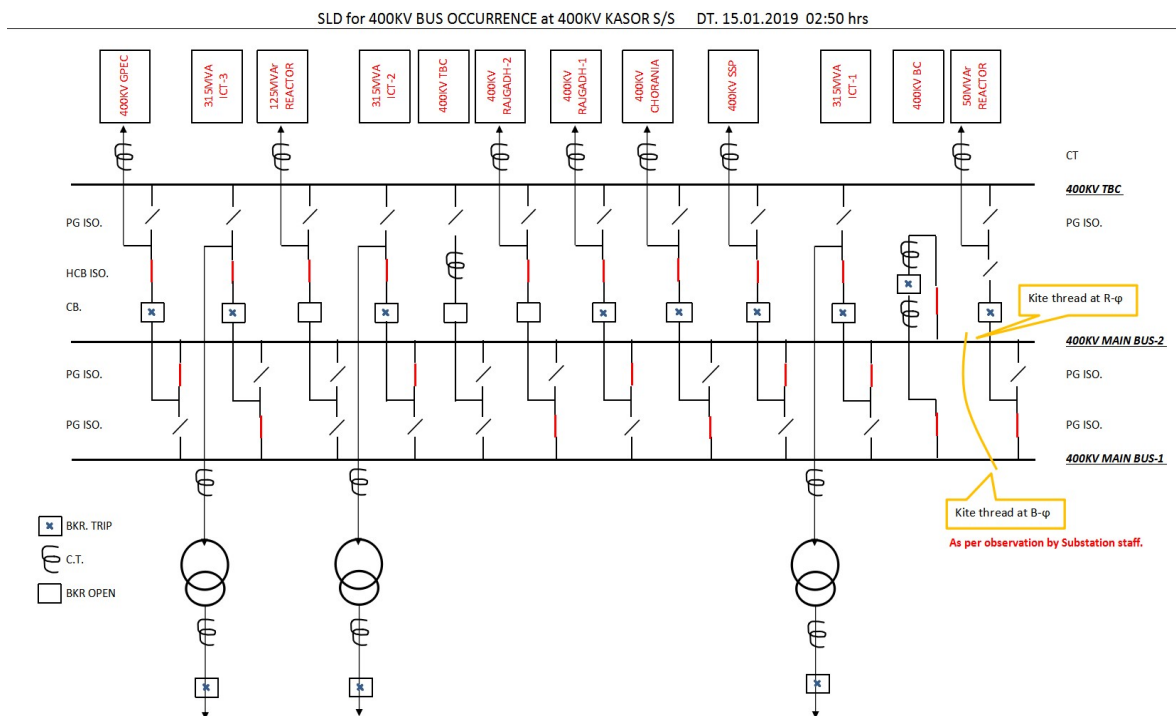 SLD for 400KV BUS OCCURRENCE at 400KV KASOR S/S DT. 15.01.2019 02:50 hrs
400KV GPEC
315MVA
ICT-3
125MVAr
REACTOR
315MVA
ICT-2
400KV TBC
400KV
RAJGADH-2
400KV
RAJGADH-1
400KV
CHORANIA
400KV SSP
315MVA
ICT-1
400KV BC
50MVAr
REACTOR
CT
400KV TBC
PG ISO.
PG ISO.
HCB ISO.
CB.
Kite thread at R-φ
400KV MAIN BUS-2
PG ISO.
PG ISO.
PG ISO.
PG ISO.
400KV MAIN BUS-1
Kite thread at B-φ
As per observation by Substation staff.
BKR. TRIP
C.T.
BKR OPEN